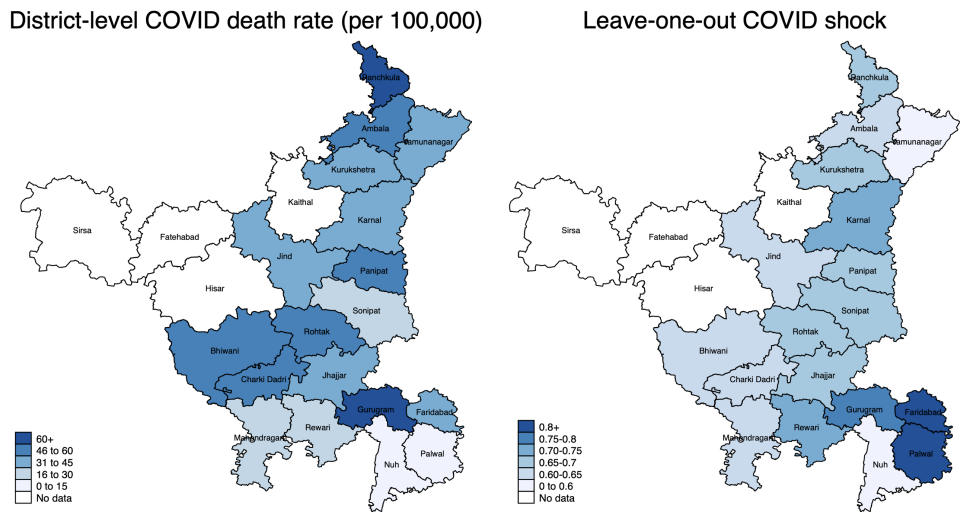 District-level COVID death rate (per 100,000)
Panchkula
Ambala
Yamunanagar
Kurukshetra
Kaithal
Karnal
Sirsa
Fatehabad
Jind
Panipat
Hisar
Sonipat
Rohtak
Bhiwani
Jhajjar
Charki Dadri
Gurugram
Faridabad
Rewari
Mahendragarh
Palwal
Nuh
60+
46 to 60
31 to 45
16 to 30
0 to 15
No data
Leave-one-out COVID shock
Panchkula
Ambala
Yamunanagar
Kurukshetra
Kaithal
Karnal
Sirsa
Fatehabad
Jind
Panipat
Hisar
Sonipat
Rohtak
Bhiwani
Jhajjar
Charki Dadri
Gurugram
Faridabad
Rewari
Mahendragarh
Palwal
Nuh
0.8+
0.75-0.8
0.70-0.75
0.65-0.7
0.60-0.65
0 to 0.6
No data